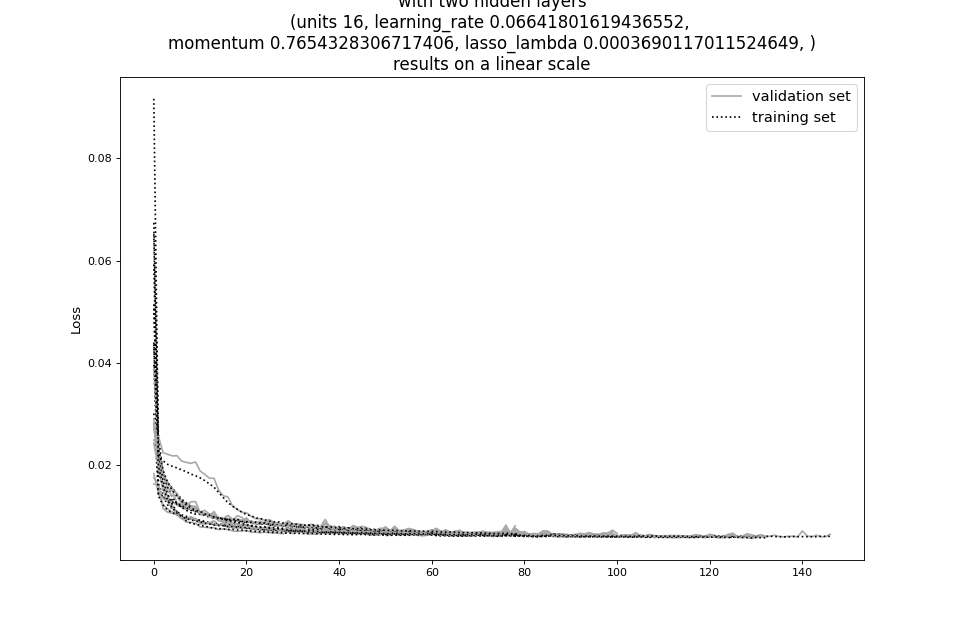 with two hidden layers
(units 16, learning_rate 0.06641801619436552,
momentum 0.7654328306717406, lasso_lambda 0.0003690117011524649, )
results on a linear scale
validation set
training set
Loss
0.08
0.06
0.04
0.02
0 20 40 60 80 100 120 140